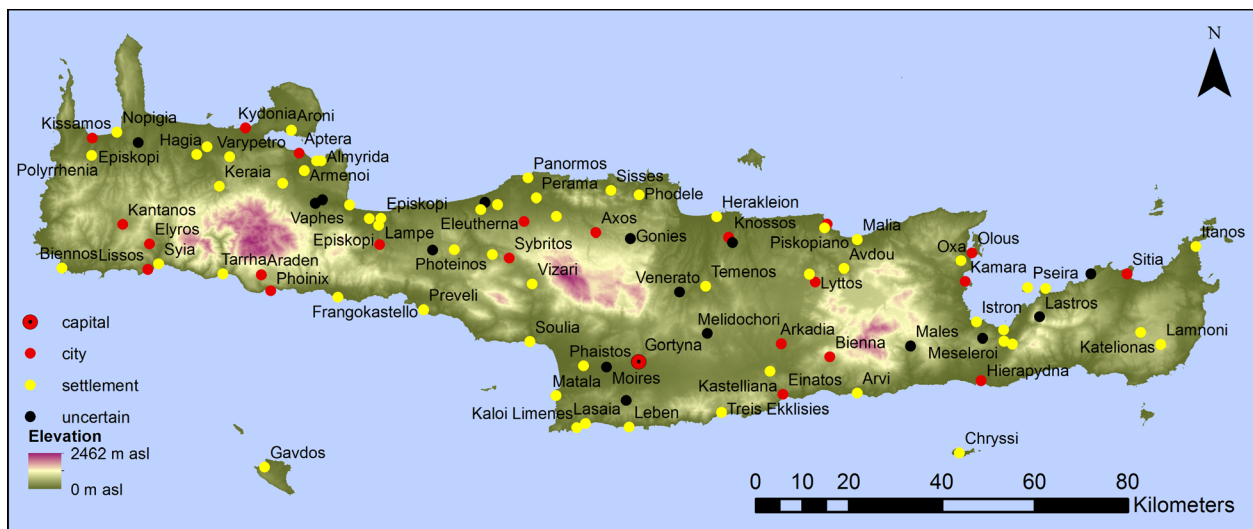 N
Kissamos
Nopigia
Kydonia
Aroni
Hagia
Varypetro
Aptera
Polyrrhenia
Episkopi
Almyrida
Keraia
Armenoi
Panormos
Perama
Sisses
Phodele
Kantanos
Vaphes
Episkopi
Eleutherna
Herakleion
Elyros
Lampe
Episkopi
Axos
Knossos
Malia
Gonies
Piskopiano
Oxa
Olous
Itanos
Biennos
Lissos
Syia
Tarrha
Araden
Phoinix
Photeinos
Sybritos
Vizari
Venerato
Temenos
Avdou
Lyttos
Kamara
Pseira
Sitia
Frangokastello
Preveli
Lastros
Istron
Soulia
Melidochori
Arkadia
Bienna
Males
Meseleroi
Lamnoni
Katelionas
Phaistos
Gortyna
Moires
Matala
Kastelliana
Einatos
Arvi
Hierapydna
Kaloi Limenes
Lasaia
Leben
Treis Ekklisies
Chryssi
Gavdos
capital
city
settlement
uncertain
Elevation
2462 m asl
0 m asl
0 10 20 40 60 80
Kilometers